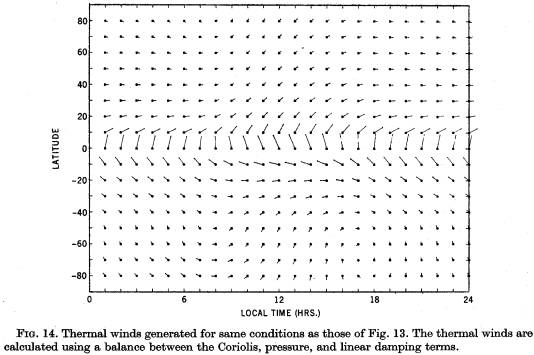 80
60
40
20
0
-20
-40
-60
-80
LATITUDE
0 6 12 18 24
LOCAL TIME (HRS.)
FIG. 14. Thermal winds generated for same conditions as those of Fig. 13. The thermal winds are
calculated using a balance between the Coriolis, pressure, and linear damping terms.